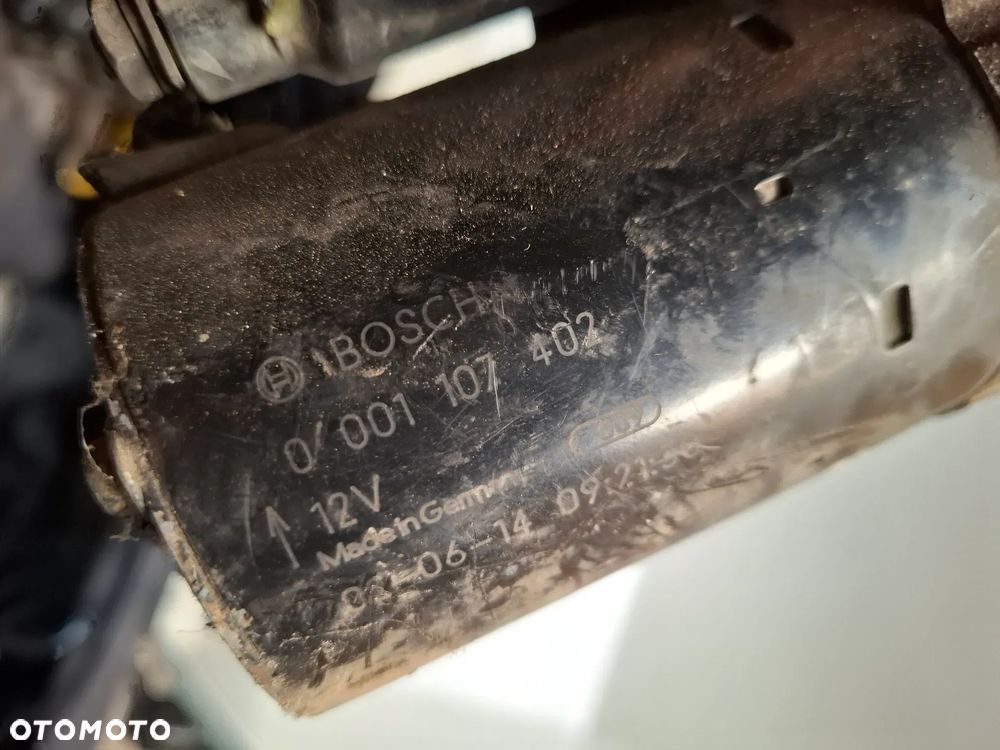 BOSCH
0 001 107 402
12V
Made in Germany
OTOMOTO